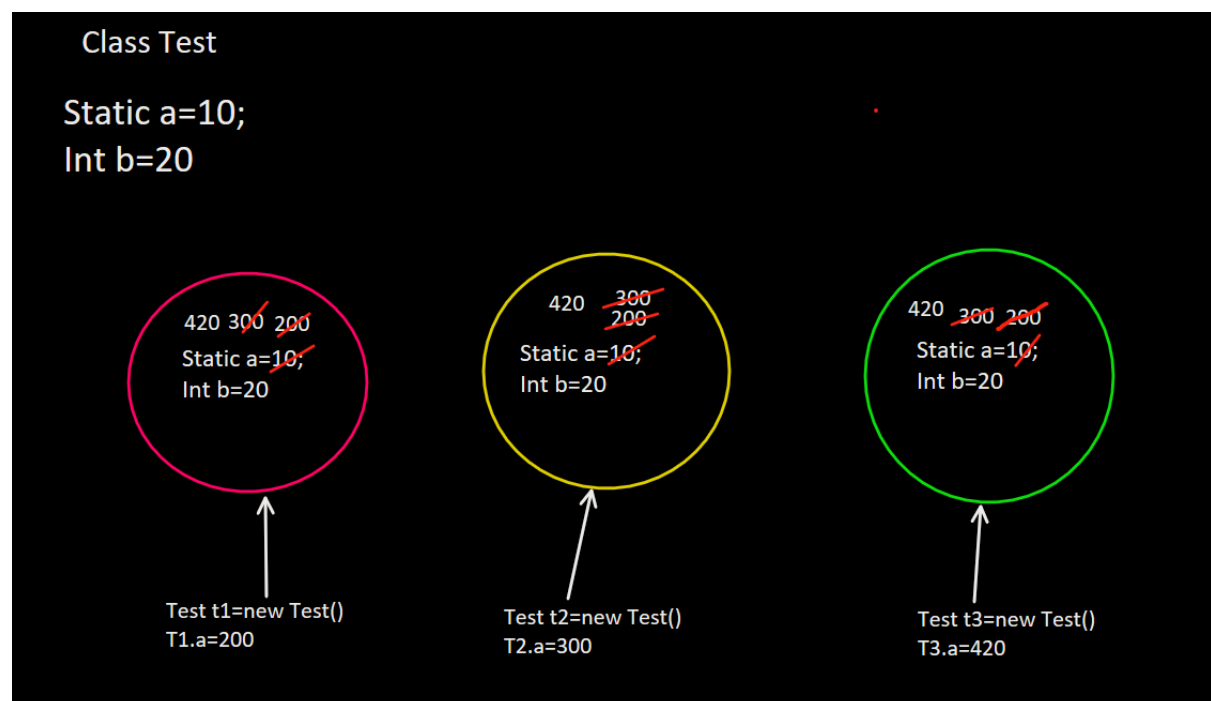 Class Test
Static a=10;
Int b=20
420 300 200
Static a=10;
Int b=20
Test t1=new Test()
T1.a=200
420 300
200
Static a=10;
Int b=20
Test t2=new Test()
T2.a=300
420 300 200
Static a=10;
Int b=20
Test t3=new Test()
T3.a=420